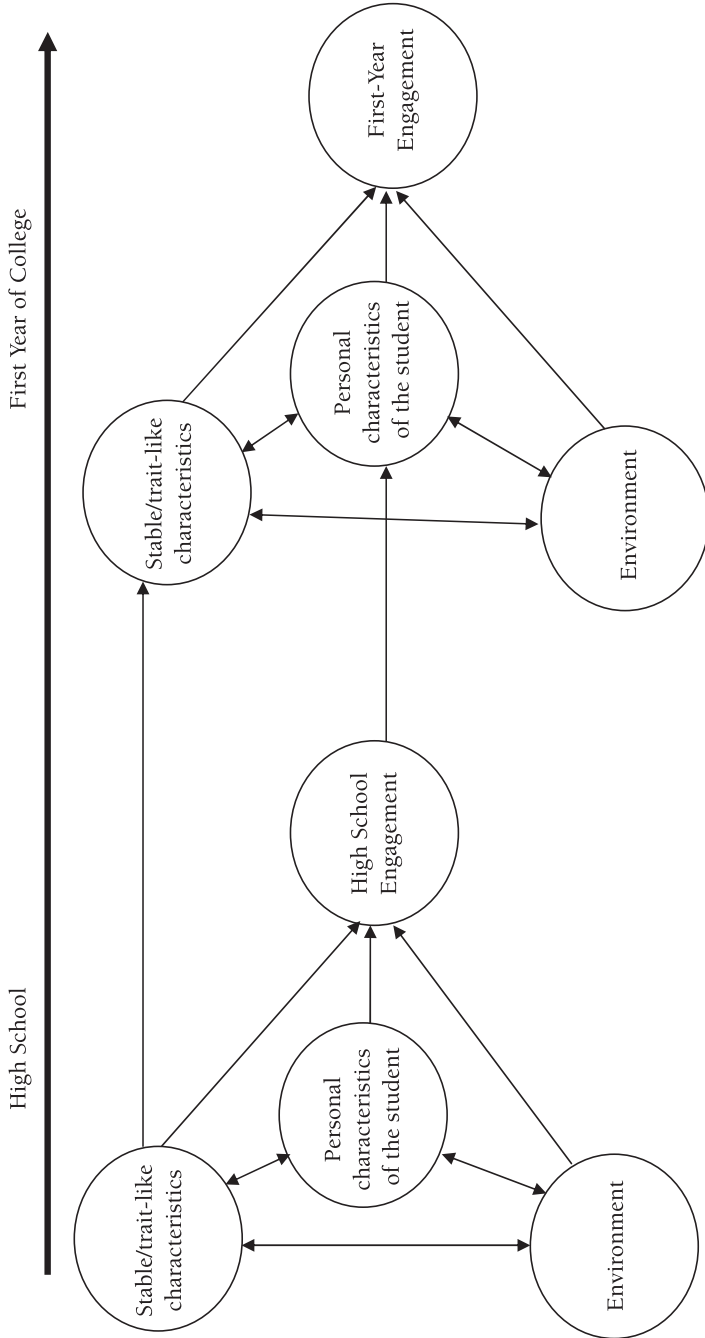 High School
First Year of College
Stable/trait-like
characteristics
Personal
characteristics
of the student
Environment
High School
Engagement
Stable/trait-like
characteristics
Personal
characteristics
of the student
Environment
First-Year
Engagement